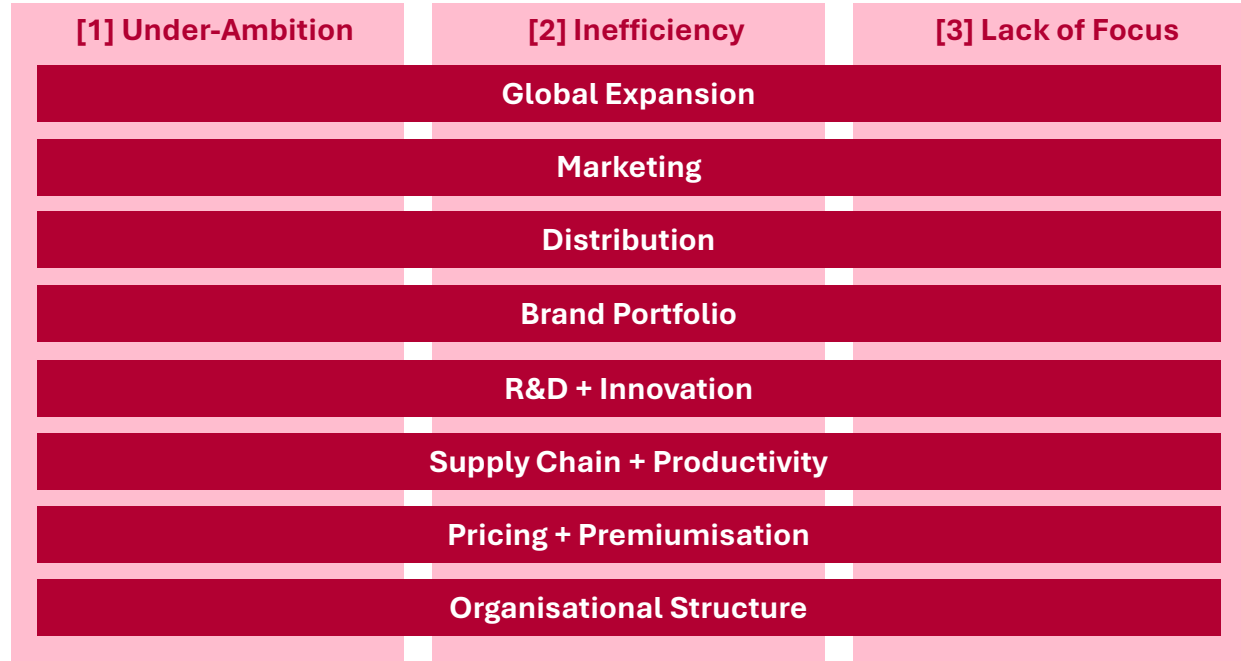 [1] Under-Ambition
[2] Inefficiency
[3] Lack of Focus
Global Expansion
Marketing
Distribution
Brand Portfolio
R&D + Innovation
Supply Chain + Productivity
Pricing + Premiumisation
Organisational Structure